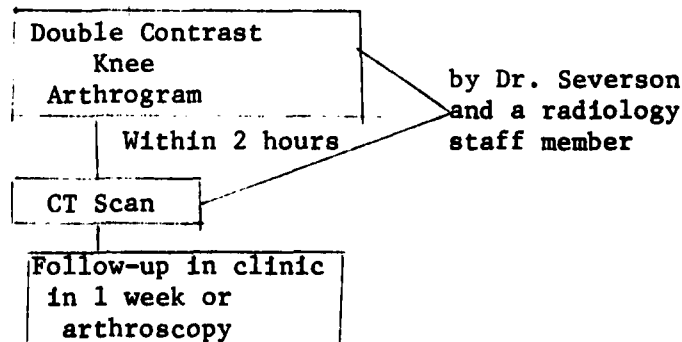 Double Contrast
Knee
Arthrogram
by Dr. Severson
and a radiology
staff member
Within 2 hours
CT Scan
Follow-up in clinic
in 1 week or
arthroscopy